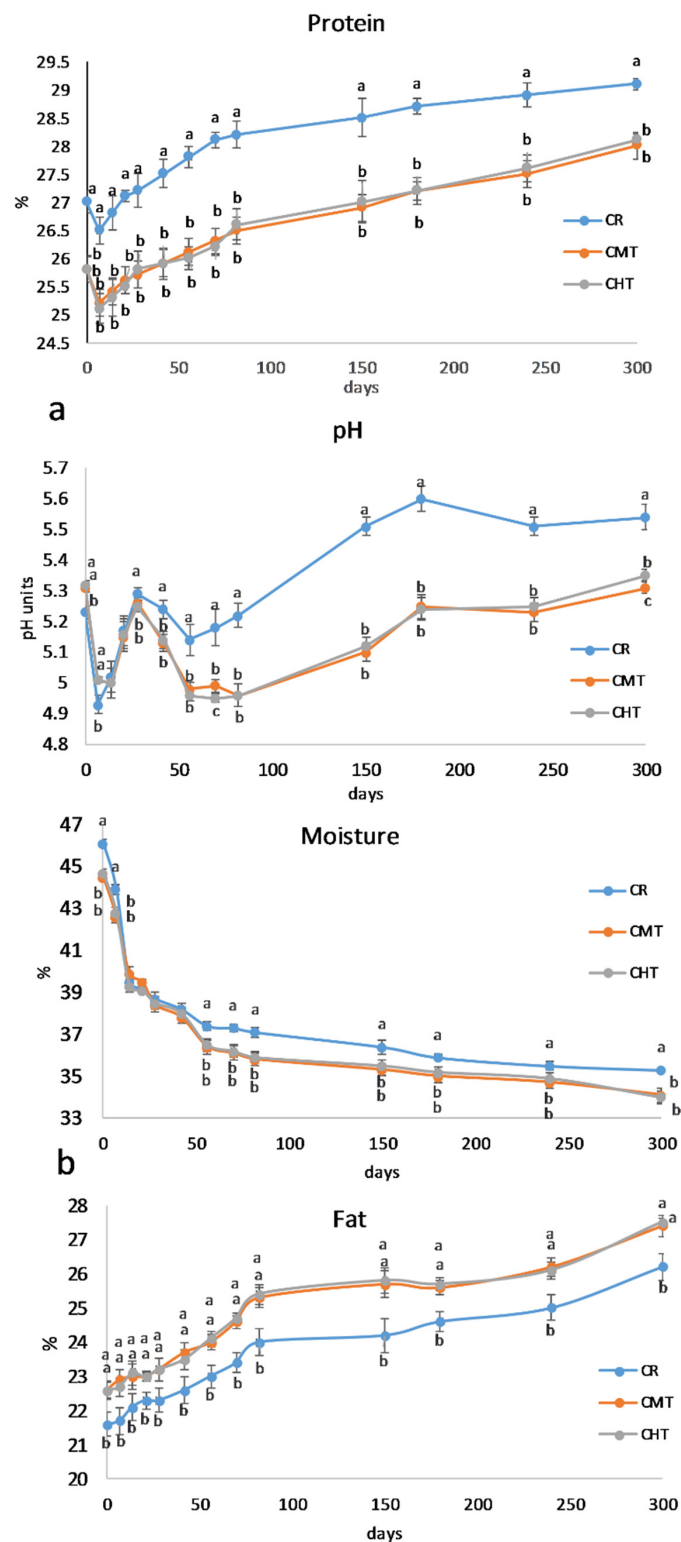 Protein
29.5
a
a
a
a
29
28.5
a
a
a
28
b
b
27.5
a
a
b
27
a
a
a
a
b
b
b
%
26.5
b
b
b
26
b
b
b
b
b
b
b
25.5
b
b
b
25
b
b
24.5
CR
CMT
CHT
0 50 100 150 200 250 300
days
a
pH
5.7
a
5.6
a
a
a
5.5
5.4
a
a
a
b
5.3
b
a
a
c
5.2
a
a
b
b
b
b
b
b
5.1
a
a
b
b
b
b
5
b
b
b
b
4.9
b
b
c
b
4.8
pH units
CR
CMT
CHT
0 50 100 150 200 250 300
days
47
a
Moisture
45
a
b
b
43
b
b
41
39
a
a
a
37
a
a
a
a
35
b
b
b
b
b
b
b
b
b
b
b
b
b
b
33
%
CR
CMT
CHT
0 50 100 150 200 250 300
days
b
Fat
28
a
a
27
a
a
a
a
a
a
a
a
26
b
25
a
a
b
24
a
a
a
a
b
b
23
a
a
a
a
a
a
a
a
a
a
b
b
22
b
b
b
b
21
b
b
b
20
%
CR
CMT
CHT
0 50 100 150 200 250 300
days